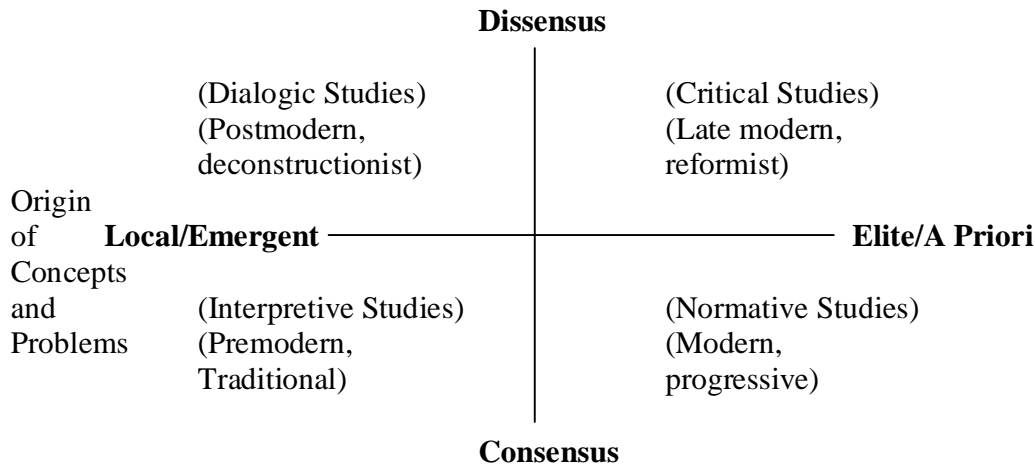 Dissensus
(Dialogic Studies) (Critical Studies)
(Postmodern, (Late modern,
deconstructionist) reformist)
Origin
of Local/Emergent Elite/A Priori
Concepts
and (Interpretive Studies) (Normative Studies)
Problems (Premodern, (Modern,
Traditional) progressive)
Consensus